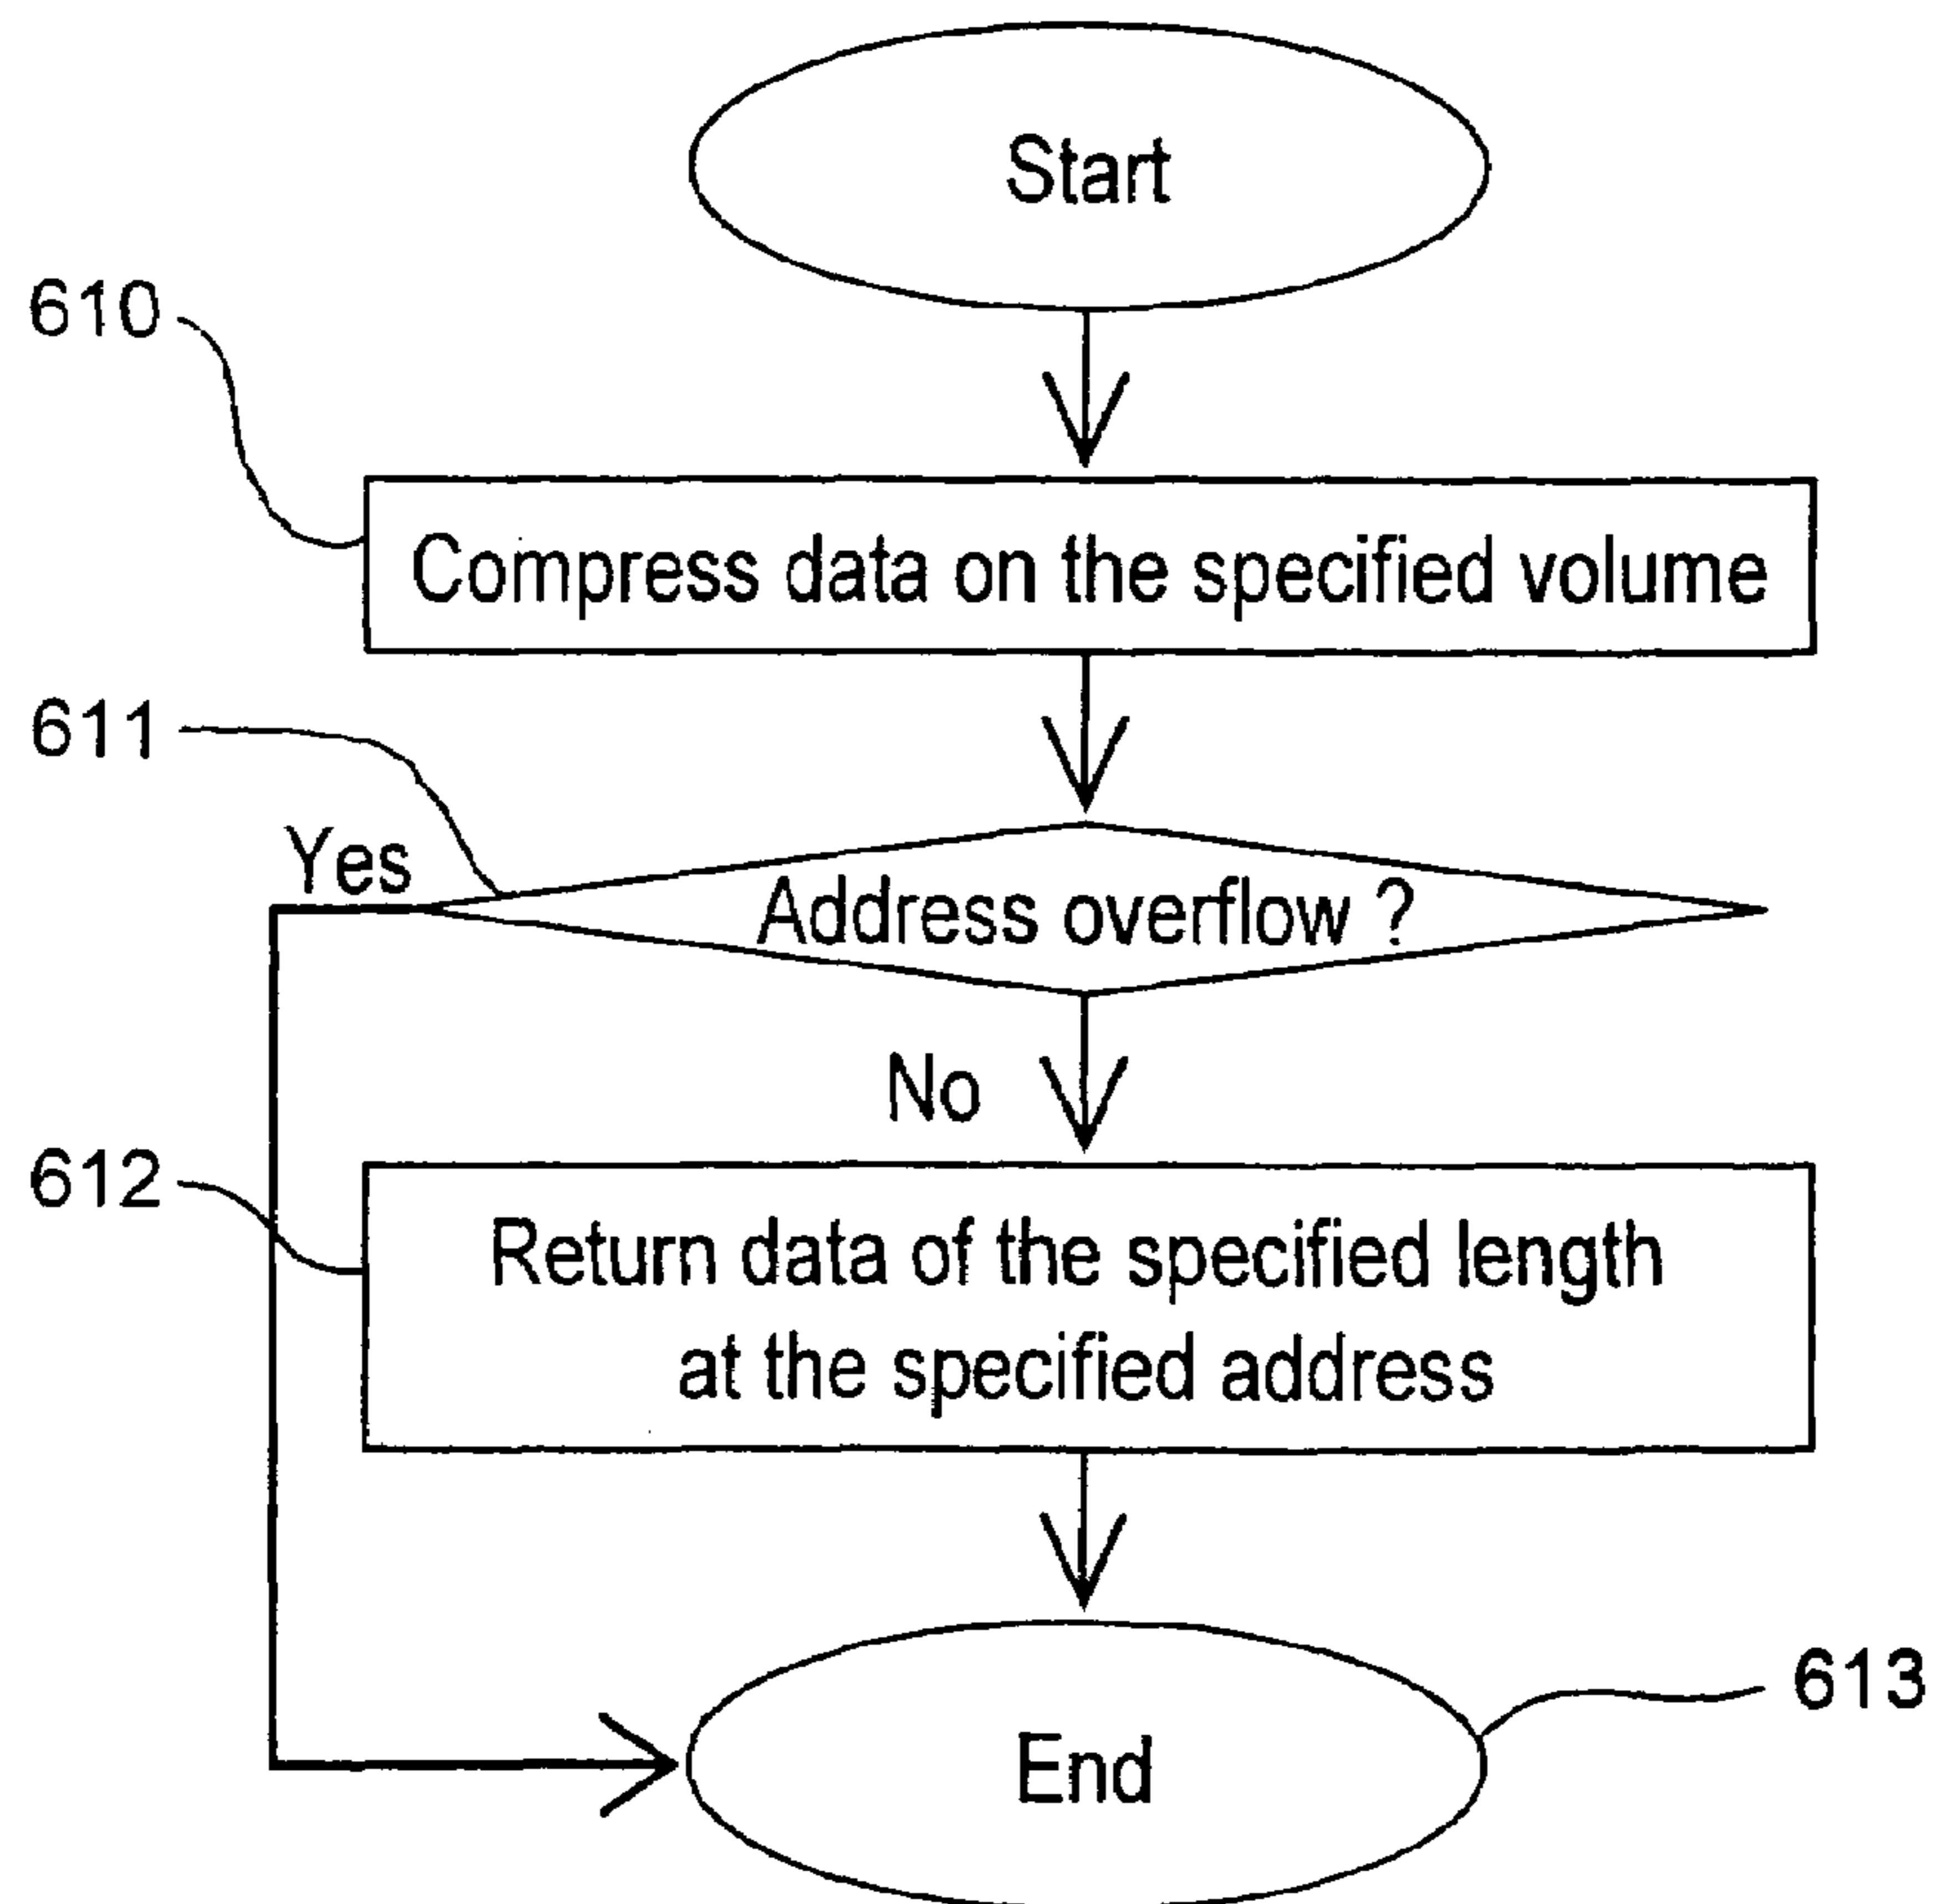 Start
610
Compress data on the specified volume
611
Yes
Address overflow ?
No
612
Return data of the specified length
at the specified address
613
End